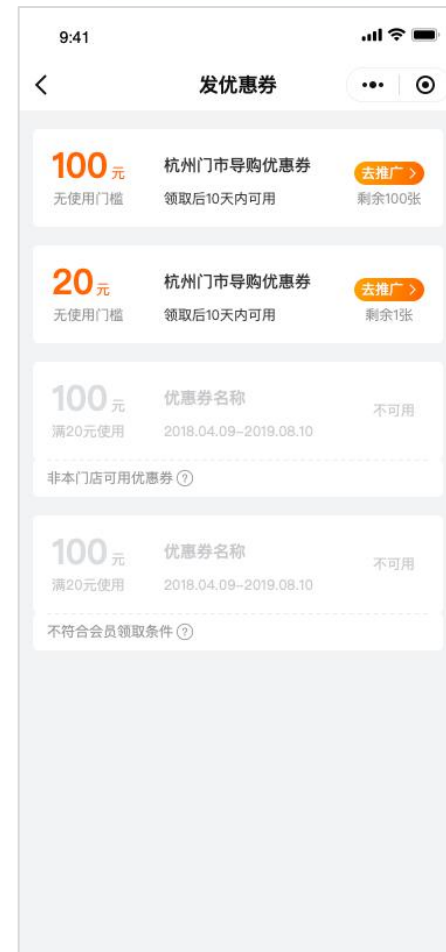 9:41
发优惠券
100元 杭州门市导购优惠券 去推广 >
无使用门槛 领取后10天内可用 剩余100张
20元 杭州门市导购优惠券 去推广 >
无使用门槛 领取后10天内可用 剩余1张
100元 优惠券名称 不可用
满20元使用 2018.04.09-2019.08.10
非本门店可用优惠券 ?
100元 优惠券名称 不可用
满20元使用 2018.04.09-2019.08.10
不符合会员领取条件 ?